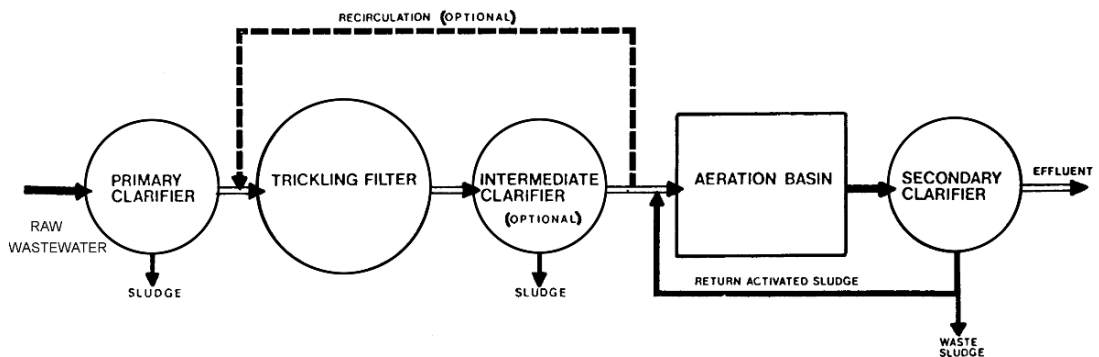 RECIRCULATION (OPTIONAL)
PRIMARY
CLARIFIER
TRICKLING FILTER
INTERMEDIATE
CLARIFIER
(OPTIONAL)
AERATION BASIN
SECONDARY
CLARIFIER
EFFLUENT
RAW
WASTEWATER
SLUDGE
SLUDGE
RETURN ACTIVATED SLUDGE
WASTE
SLUDGE